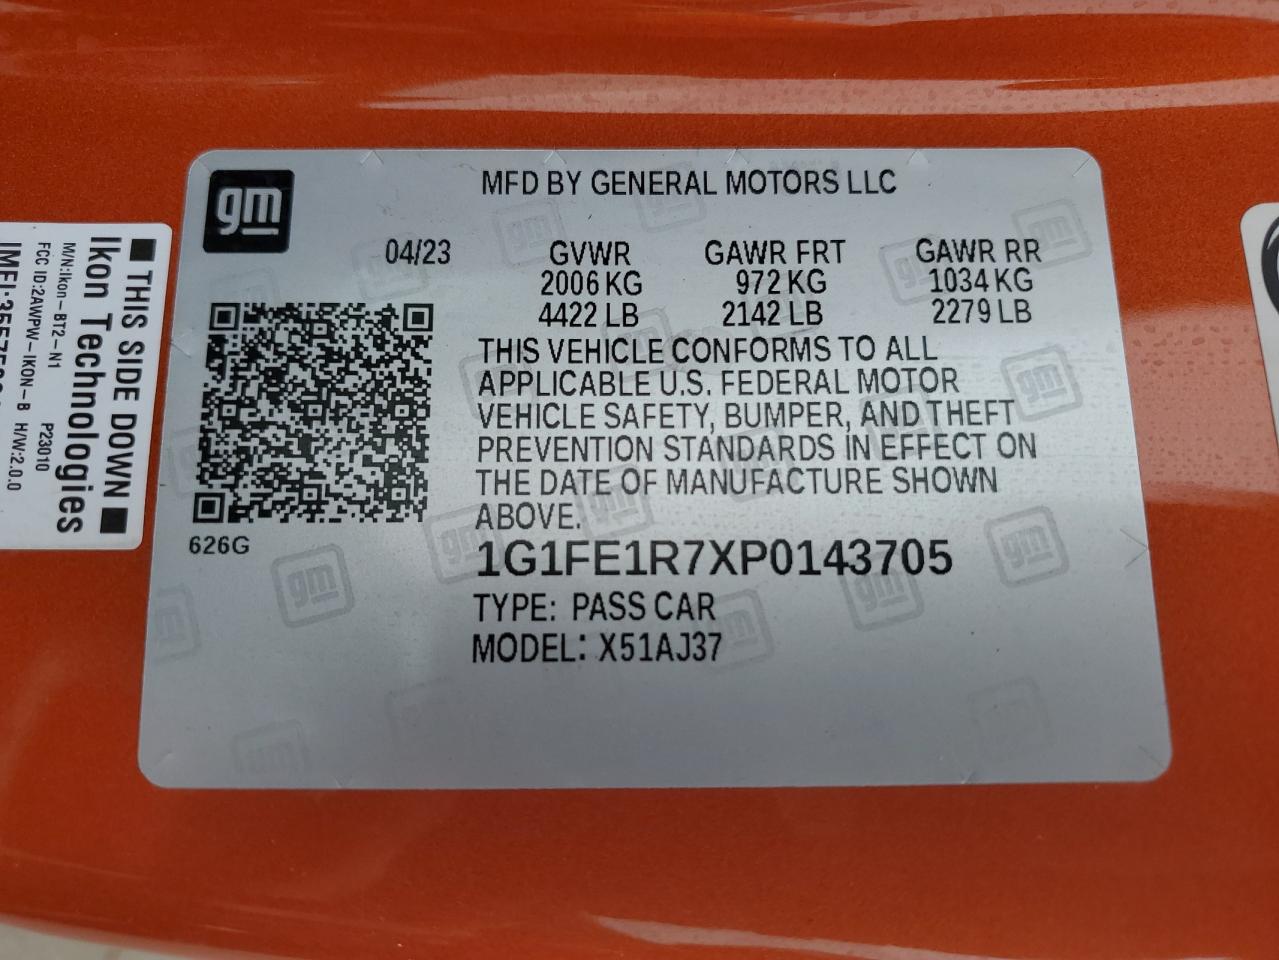 gm
MFD BY GENERAL MOTORS LLC
04/23 GVWR GAWR FRT GAWR RR
2006 KG 972 KG 1034 KG
4422 LB 2142 LB 2279 LB
THIS VEHICLE CONFORMS TO ALL
APPLICABLE U.S. FEDERAL MOTOR
VEHICLE SAFETY, BUMPER, AND THEFT
PREVENTION STANDARDS IN EFFECT ON
THE DATE OF MANUFACTURE SHOWN
ABOVE.
626G
1G1FE1R7XP0143705
TYPE: PASS CAR
MODEL: X51AJ37
THIS SIDE DOWN
Ikon Technologies
M/N:Ikon-BT2-N1 P23010
FCC ID:2AWPW-IKON-B H/W:2.0.0